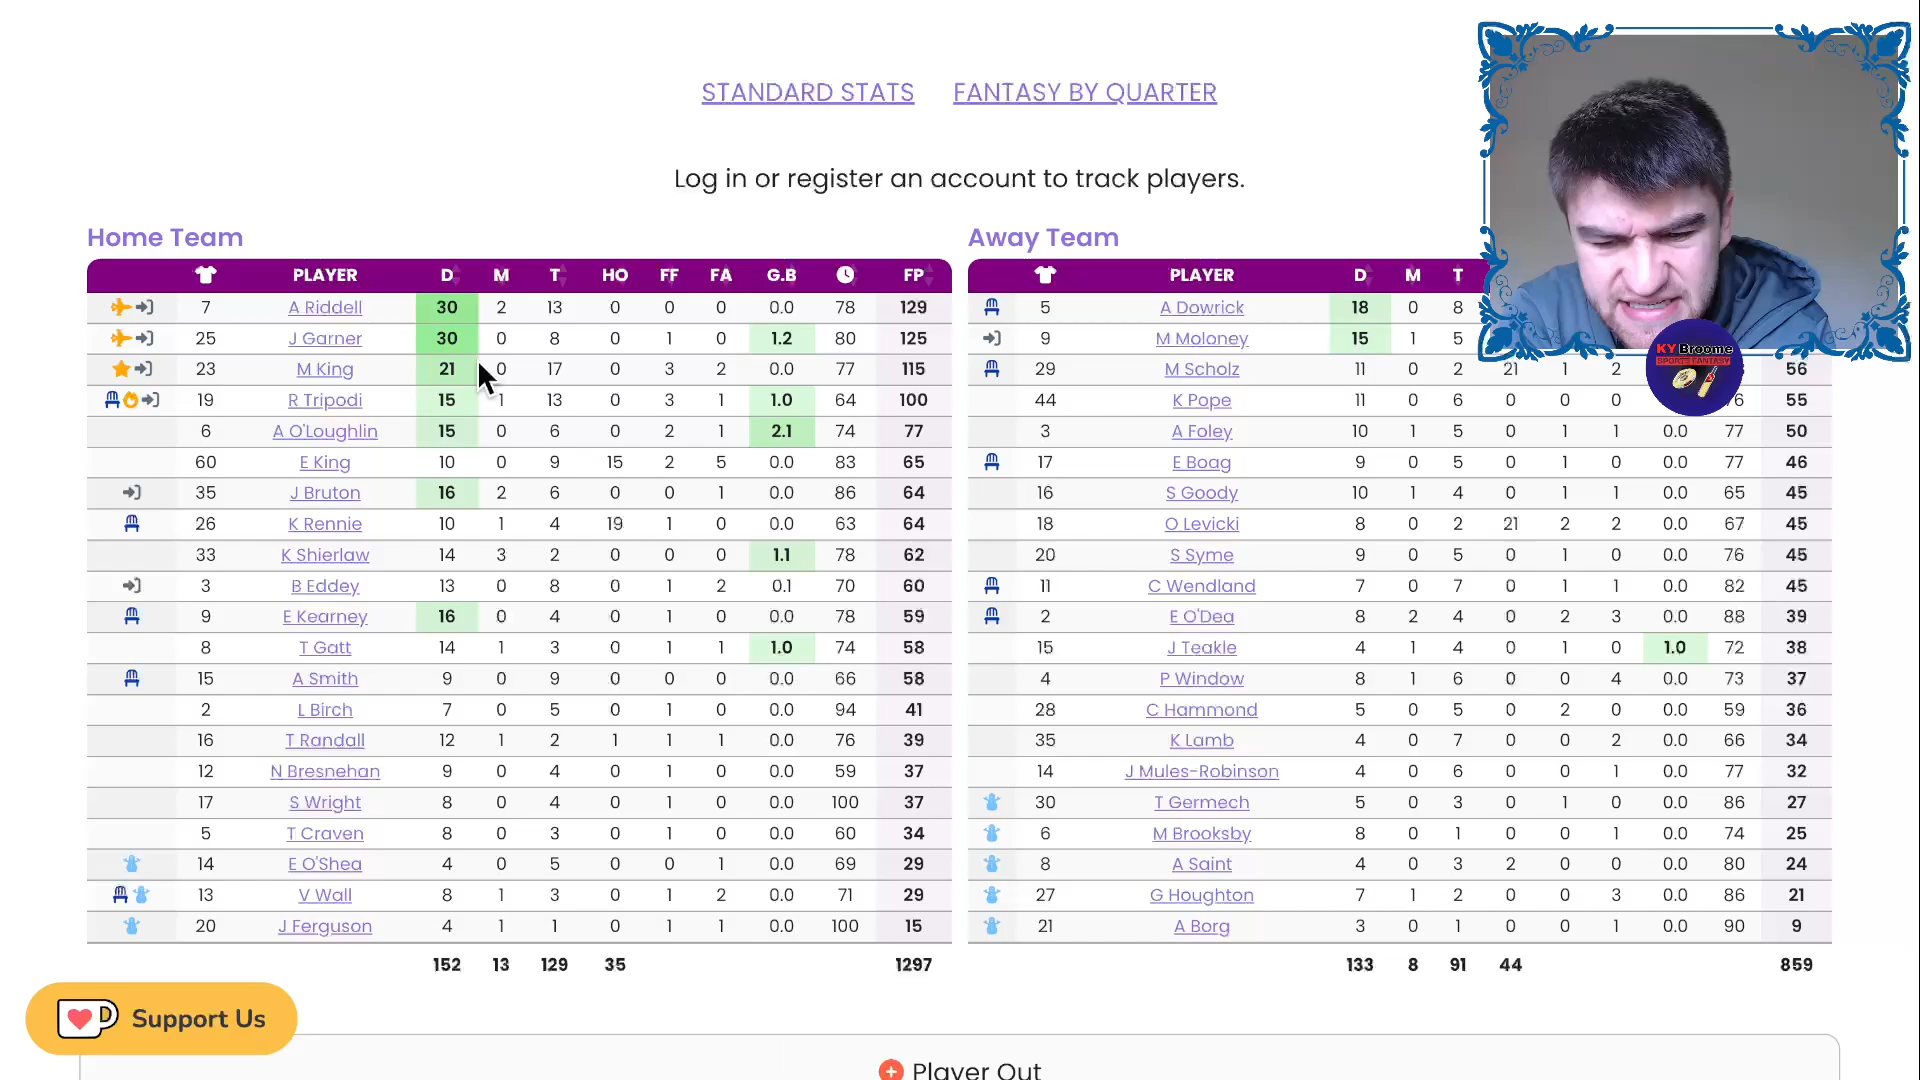 STANDARD STATS FANTASY BY QUARTER
Log in or register an account to track players.
Home Team
PLAYER D M T HO FF FA G.B FP
7 A Riddell 30 2 13 0 0 0 0.0 78 129
25 J Garner 30 0 8 0 1 0 1.2 80 125
23 M King 21 0 17 0 3 2 0.0 77 115
19 R Tripodi 15 1 13 0 3 1 1.0 64 100
6 A O'Loughlin 15 0 6 0 2 1 2.1 74 77
60 E King 10 0 9 15 2 5 0.0 83 65
35 J Bruton 16 2 6 0 0 1 0.0 86 64
26 K Rennie 10 1 4 19 1 0 0.0 63 64
33 K Shierlaw 14 3 2 0 0 0 1.1 78 62
3 B Eddey 13 0 8 0 1 2 0.1 70 60
9 E Kearney 16 0 4 0 1 0 0.0 78 59
8 T Gatt 14 1 3 0 1 1 1.0 74 58
15 A Smith 9 0 9 0 0 0 0.0 66 58
2 L Birch 7 0 5 0 1 0 0.0 94 41
16 T Randall 12 1 2 1 1 1 0.0 76 39
12 N Bresnehan 9 0 4 0 1 0 0.0 59 37
17 S Wright 8 0 4 0 1 0 0.0 100 37
5 T Craven 8 0 3 0 1 0 0.0 60 34
14 E O'Shea 4 0 5 0 0 1 0.0 69 29
13 V Wall 8 1 3 0 1 2 0.0 71 29
20 J Ferguson 4 1 1 0 1 1 0.0 100 15
152 13 129 35 1297
Away Team
PLAYER D M T
5 A Dowrick 18 0 8
9 M Moloney 15 1 5
29 M Scholz 11 0 2 21 1 2 56
44 K Pope 11 0 6 0 0 0 76 55
3 A Foley 10 1 5 0 1 1 0.0 77 50
17 E Boag 9 0 5 0 1 0 0.0 77 46
16 S Goody 10 1 4 0 1 1 0.0 65 45
18 O Levicki 8 0 2 21 2 2 0.0 67 45
20 S Syme 9 0 5 0 1 0 0.0 76 45
11 C Wendland 7 0 7 0 1 1 0.0 82 45
2 E O'Dea 8 2 4 0 2 3 0.0 88 39
15 J Teakle 4 1 4 0 1 0 1.0 72 38
4 P Window 8 1 6 0 0 4 0.0 73 37
28 C Hammond 5 0 5 0 2 0 0.0 59 36
35 K Lamb 4 0 7 0 0 2 0.0 66 34
14 J Mules-Robinson 4 0 6 0 0 1 0.0 77 32
30 T Germech 5 0 3 0 1 0 0.0 86 27
6 M Brooksby 8 0 1 0 0 1 0.0 74 25
8 A Saint 4 0 3 2 0 0 0.0 80 24
27 G Houghton 7 1 2 0 0 3 0.0 86 21
21 A Borg 3 0 1 0 0 1 0.0 90 9
133 8 91 44 859
KY Broome
SPORTS FANTASY
Support Us
Player Out